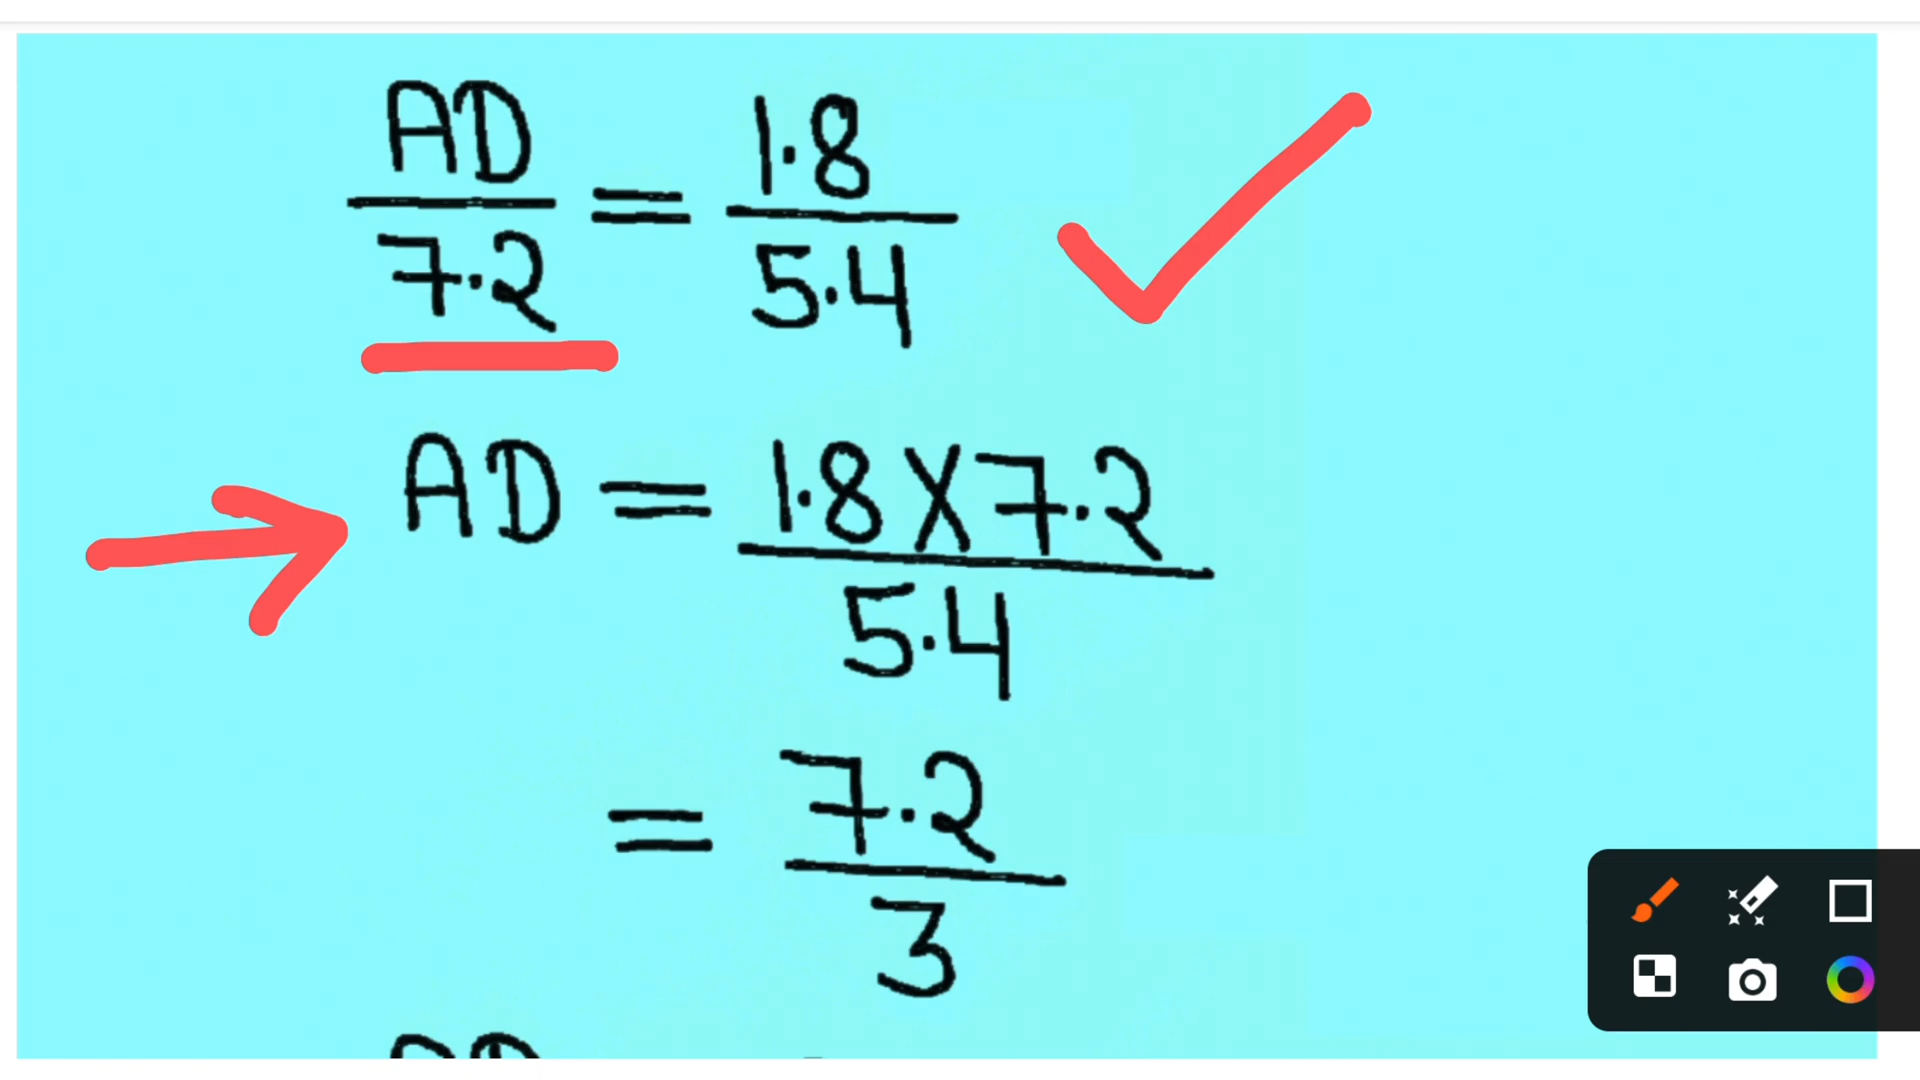 AD/7.2 = 1.8/5.4
AD = 1.8X7.2/5.4
= 7.2/3